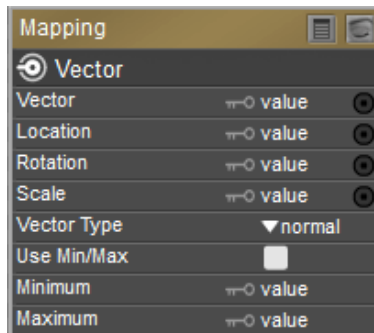 Mapping
Vector
Vector value
Location value
Rotation value
Scale value
Vector Type normal
Use Min/Max
Minimum value
Maximum value